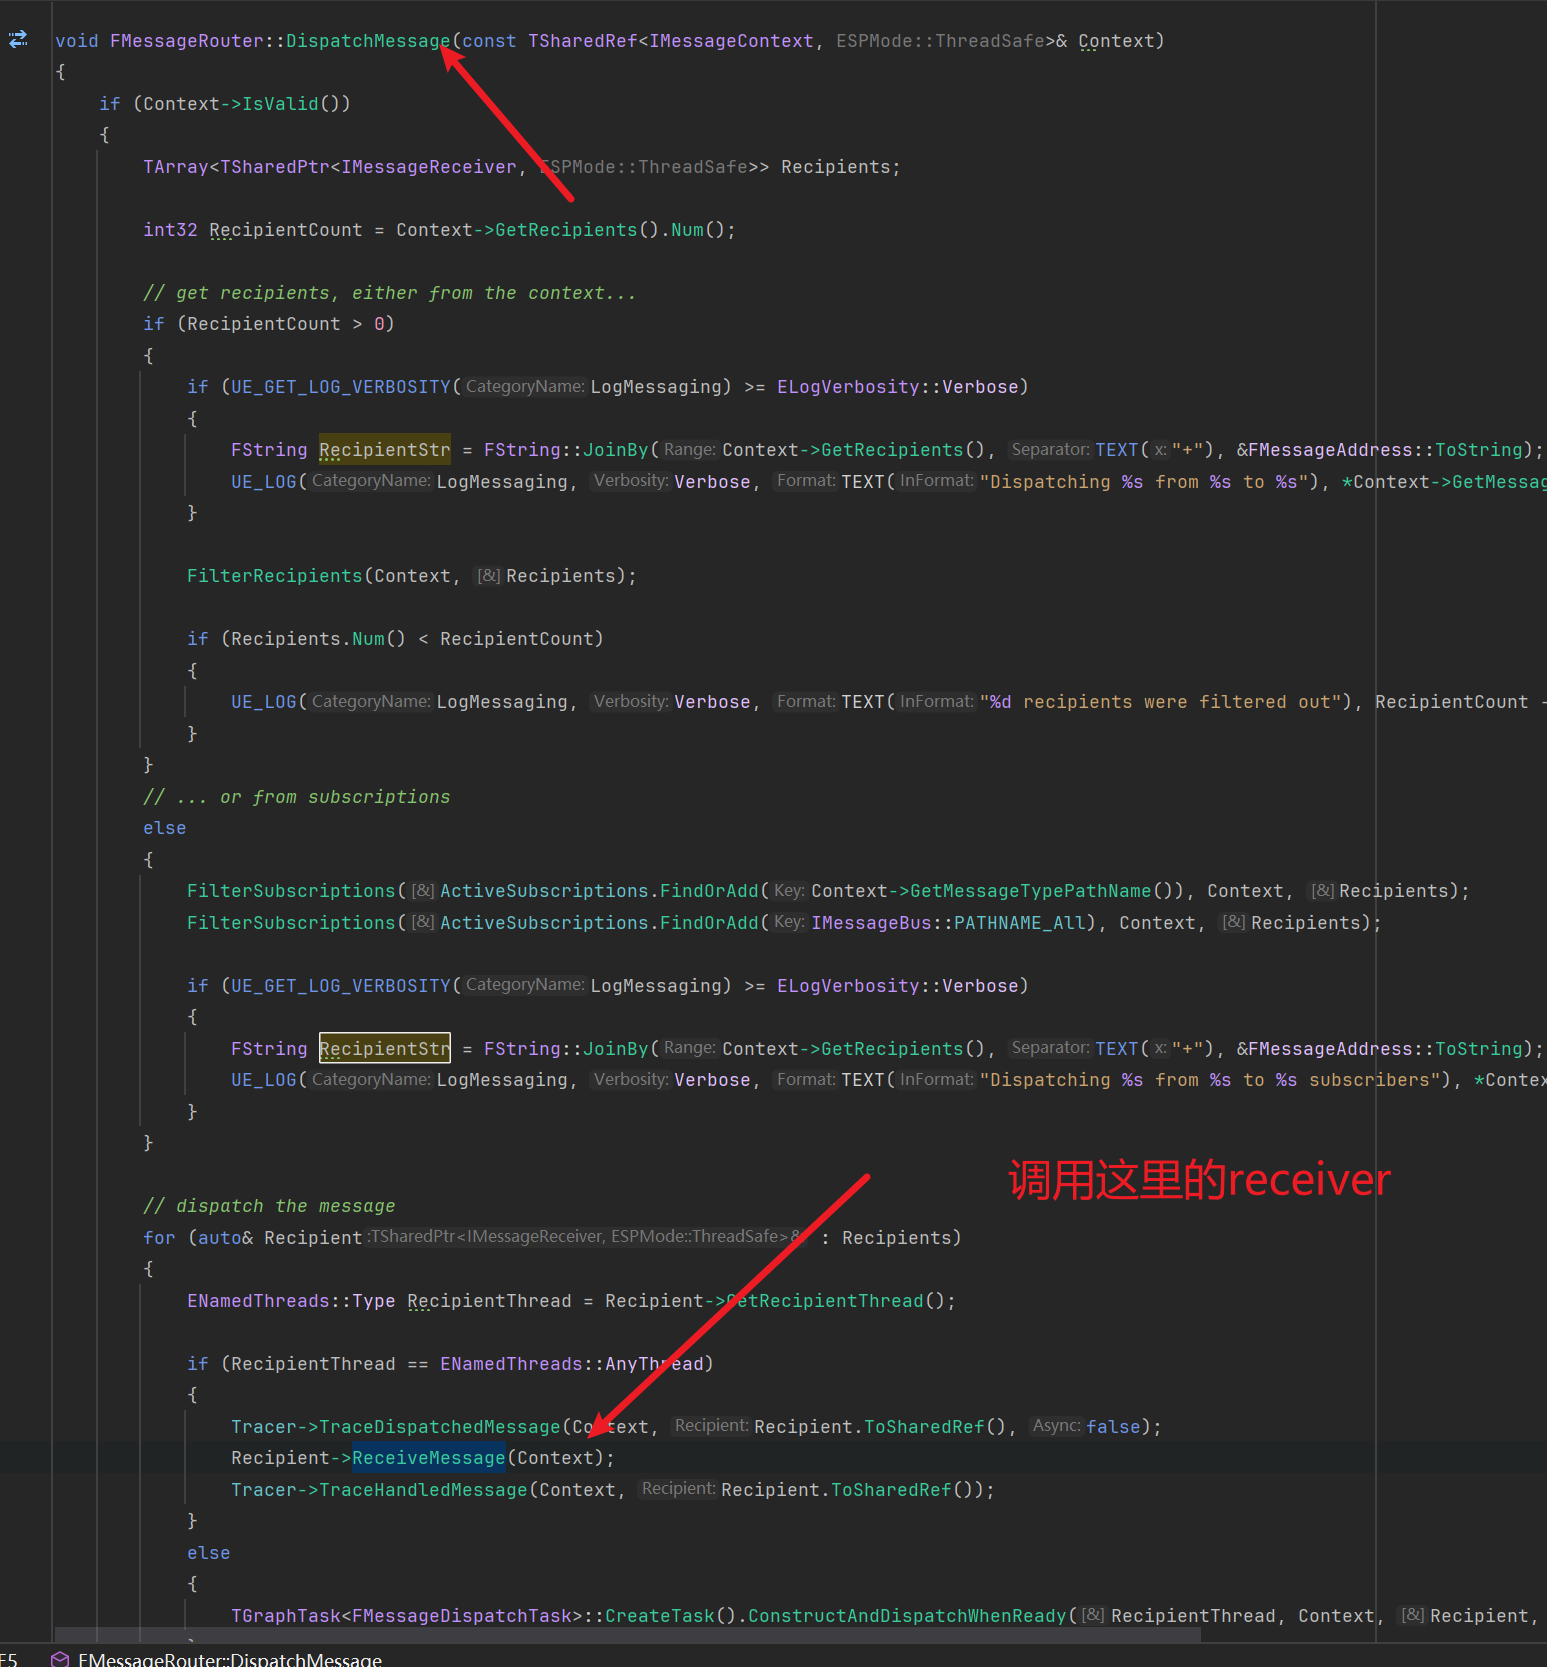 void FMessageRouter::DispatchMessage(const TSharedRef<IMessageContext, ESPMode::ThreadSafe>& Context)
{
if (Context->IsValid())
{
TArray<TSharedPtr<IMessageReceiver, ESPMode::ThreadSafe>> Recipients;
int32 RecipientCount = Context->GetRecipients().Num();
// get recipients, either from the context...
if (RecipientCount > 0)
{
if (UE_GET_LOG_VERBOSITY(CategoryName: LogMessaging) >= ELogVerbosity::Verbose)
{
FString RecipientStr = FString::JoinBy(Range: Context->GetRecipients(), Separator: TEXT(x: "+"), &FMessageAddress::ToString);
UE_LOG(CategoryName: LogMessaging, Verbosity: Verbose, Format: TEXT(InFormat: "Dispatching %s from %s to %s"), *Context->GetMessag
}
FilterRecipients(Context, [&] Recipients);
if (Recipients.Num() < RecipientCount)
{
UE_LOG(CategoryName: LogMessaging, Verbosity: Verbose, Format: TEXT(InFormat: "%d recipients were filtered out"), RecipientCount -
}
}
// ... or from subscriptions
else
{
FilterSubscriptions([&] ActiveSubscriptions.FindOrAdd(Key: Context->GetMessageTypePathName()), Context, [&] Recipients);
FilterSubscriptions([&] ActiveSubscriptions.FindOrAdd(Key: IMessageBus::PATHNAME_All), Context, [&] Recipients);
if (UE_GET_LOG_VERBOSITY(CategoryName: LogMessaging) >= ELogVerbosity::Verbose)
{
FString RecipientStr = FString::JoinBy(Range: Context->GetRecipients(), Separator: TEXT(x: "+"), &FMessageAddress::ToString);
UE_LOG(CategoryName: LogMessaging, Verbosity: Verbose, Format: TEXT(InFormat: "Dispatching %s from %s to %s subscribers"), *Contex
}
}
调用这里的receiver
// dispatch the message
for (auto& Recipient :TSharedPtr<IMessageReceiver, ESPMode::ThreadSafe>& : Recipients)
{
ENamedThreads::Type RecipientThread = Recipient->GetRecipientThread();
if (RecipientThread == ENamedThreads::AnyThread)
{
Tracer->TraceDispatchedMessage(Context, Recipient: Recipient.ToSharedRef(), Async: false);
Recipient->ReceiveMessage(Context);
Tracer->TraceHandledMessage(Context, Recipient: Recipient.ToSharedRef());
}
else
{
TGraphTask<FMessageDispatchTask>::CreateTask().ConstructAndDispatchWhenReady([&] RecipientThread, Context, [&] Recipient,
FMessageRouter::DispatchMessage